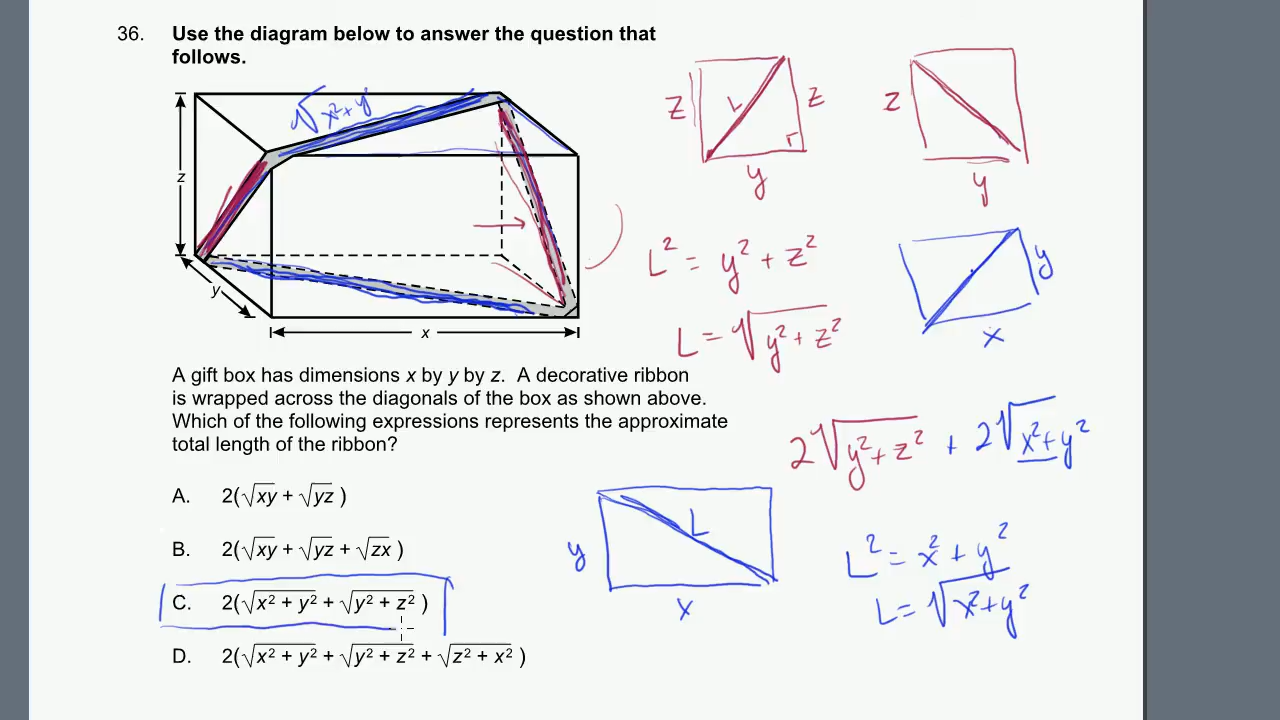 36. Use the diagram below to answer the question that
follows.
√x²+y
z
y
x
z L z
y
z
y
L² = y² + z²
L = √y² + z²
y
x
A gift box has dimensions x by y by z. A decorative ribbon
is wrapped across the diagonals of the box as shown above.
Which of the following expressions represents the approximate
total length of the ribbon?
2√y²+z² + 2√x²+y²
A. 2(√xy + √yz )
B. 2(√xy + √yz + √zx )
C. 2(√x² + y² + √y² + z² )
D. 2(√x² + y² + √y² + z² + √z² + x² )
y
L
x
L² = x² + y²
L = √x²+y²